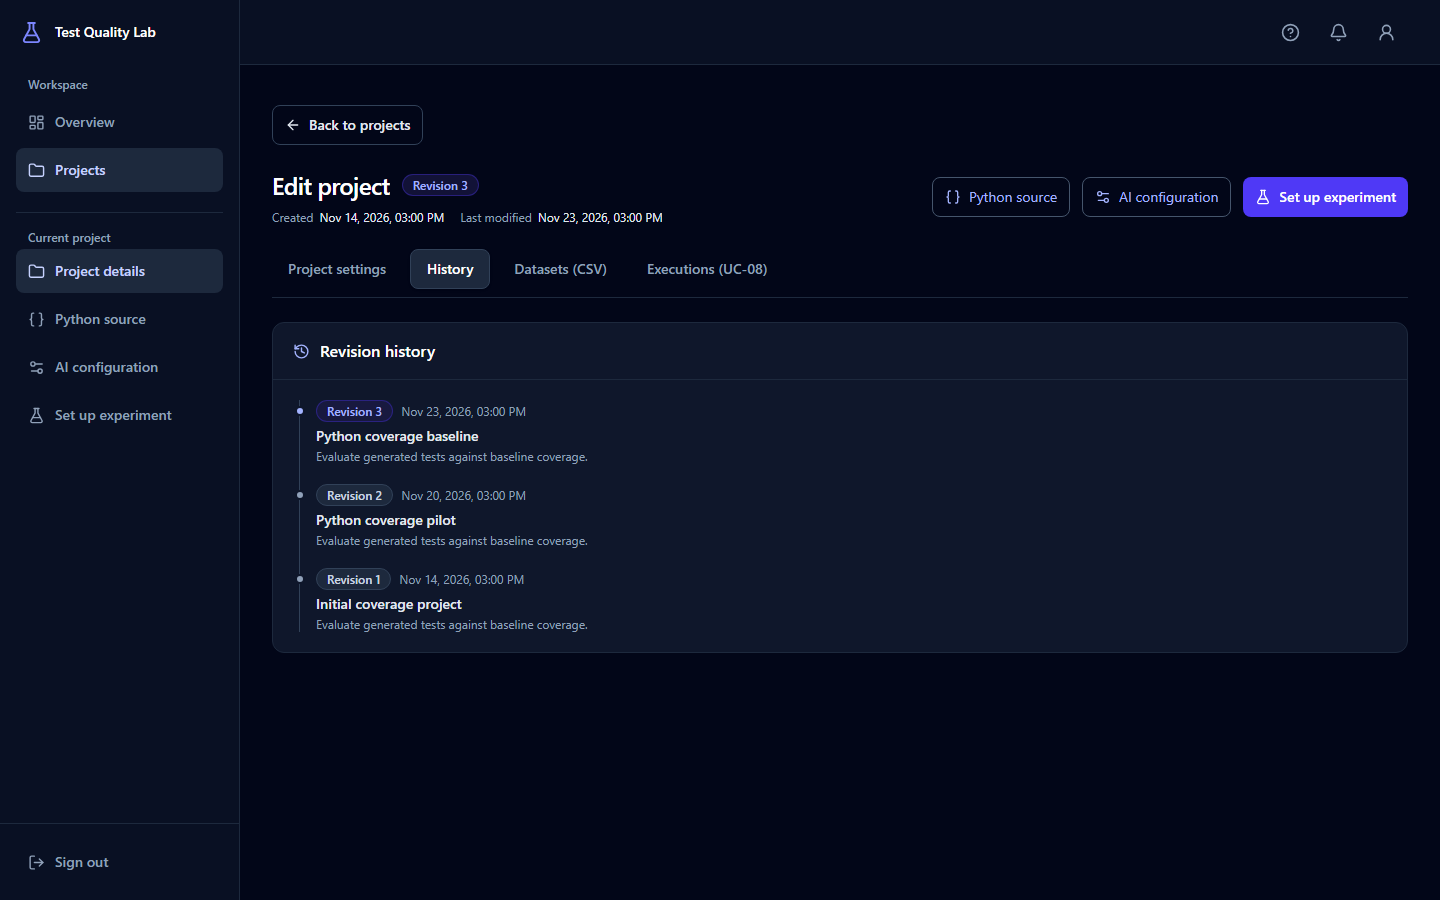 Test Quality Lab
Workspace
Overview
Projects
Current project
Project details
Python source
AI configuration
Set up experiment
Sign out
Back to projects
Edit project
Revision 3
Created Nov 14, 2026, 03:00 PM Last modified Nov 23, 2026, 03:00 PM
Python source
AI configuration
Set up experiment
Project settings
History
Datasets (CSV)
Executions (UC-08)
Revision history
Revision 3 Nov 23, 2026, 03:00 PM
Python coverage baseline
Evaluate generated tests against baseline coverage.
Revision 2 Nov 20, 2026, 03:00 PM
Python coverage pilot
Evaluate generated tests against baseline coverage.
Revision 1 Nov 14, 2026, 03:00 PM
Initial coverage project
Evaluate generated tests against baseline coverage.